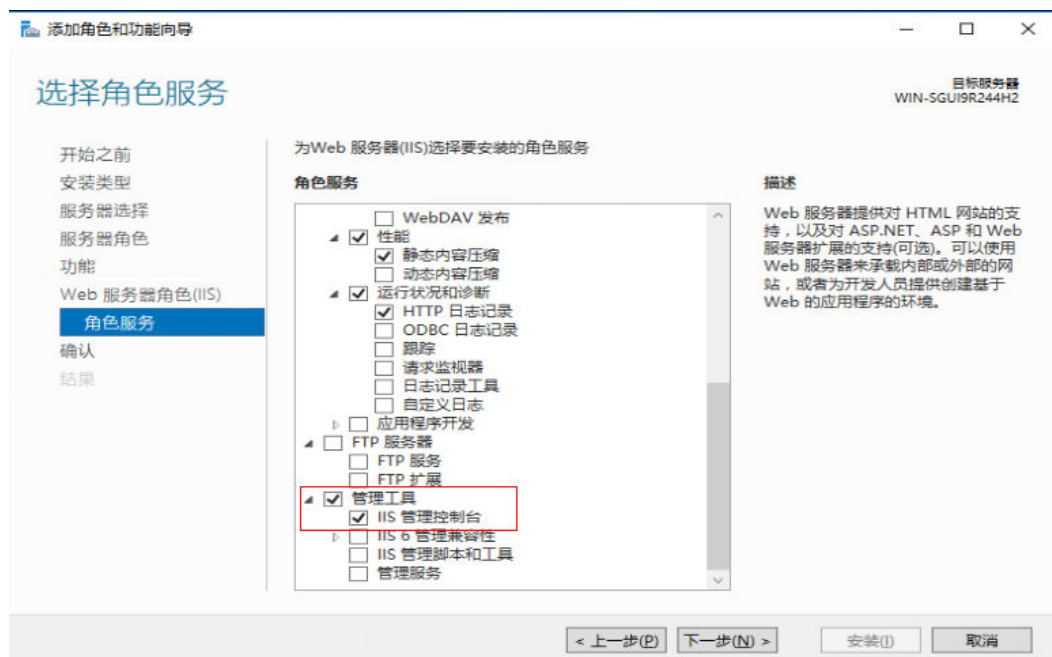 添加角色和功能向导
选择角色服务
目标服务器
WIN-SGUI9R244H2
开始之前
安装类型
服务器选择
服务器角色
功能
Web 服务器角色(IIS)
角色服务
确认
结果
为Web 服务器(IIS)选择要安装的角色服务
角色服务
WebDAV 发布
性能
静态内容压缩
动态内容压缩
运行状况和诊断
HTTP 日志记录
ODBC 日志记录
跟踪
请求监视器
日志记录工具
自定义日志
应用程序开发
FTP 服务器
FTP 服务
FTP 扩展
管理工具
IIS 管理控制台
IIS 6 管理兼容性
IIS 管理脚本和工具
管理服务
描述
Web 服务器提供对 HTML 网站的支
持，以及对 ASP.NET、ASP 和 Web
服务器扩展的支持(可选)。可以使用
Web 服务器来承载内部或外部的网
站，或者为开发人员提供创建基于
Web 的应用程序的环境。
< 上一步(P)
下一步(N) >
安装(I)
取消